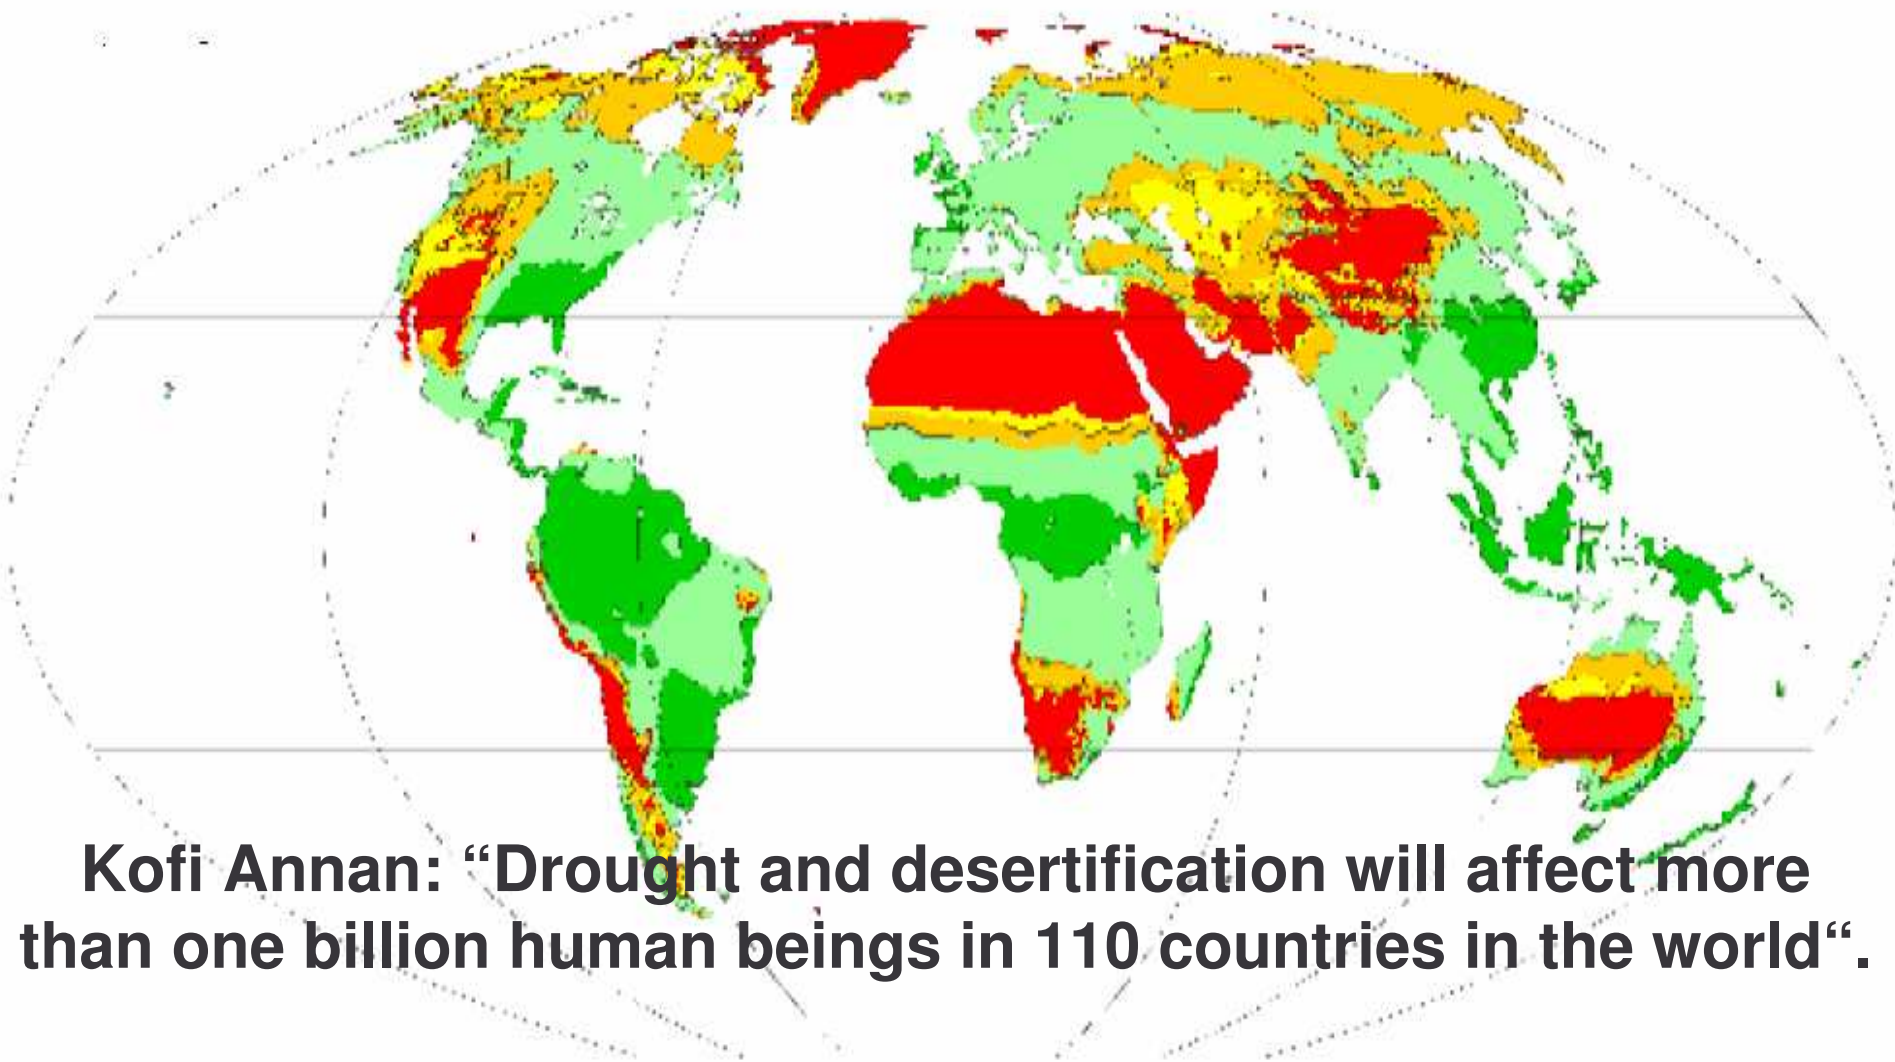 Kofi Annan: “Drought and desertification will affect more
than one billion human beings in 110 countries in the world“.